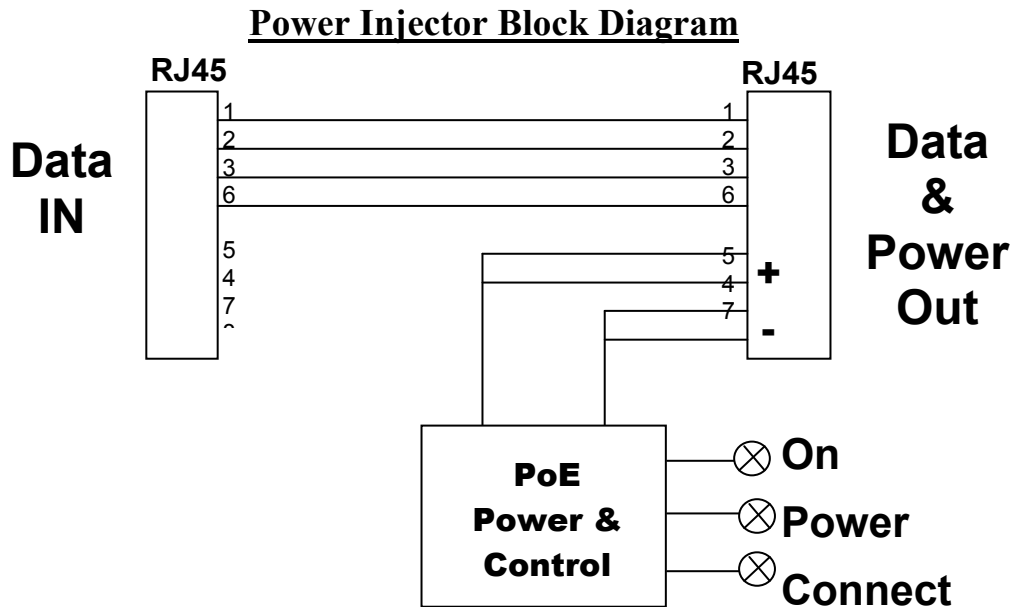 Power Injector Block Diagram
RJ45
RJ45
Data
IN
1
2
3
6
5
4
7
1
2
3
6
5
4
7
+
-
Data
&
Power
Out
PoE
Power &
Control
On
Power
Connect